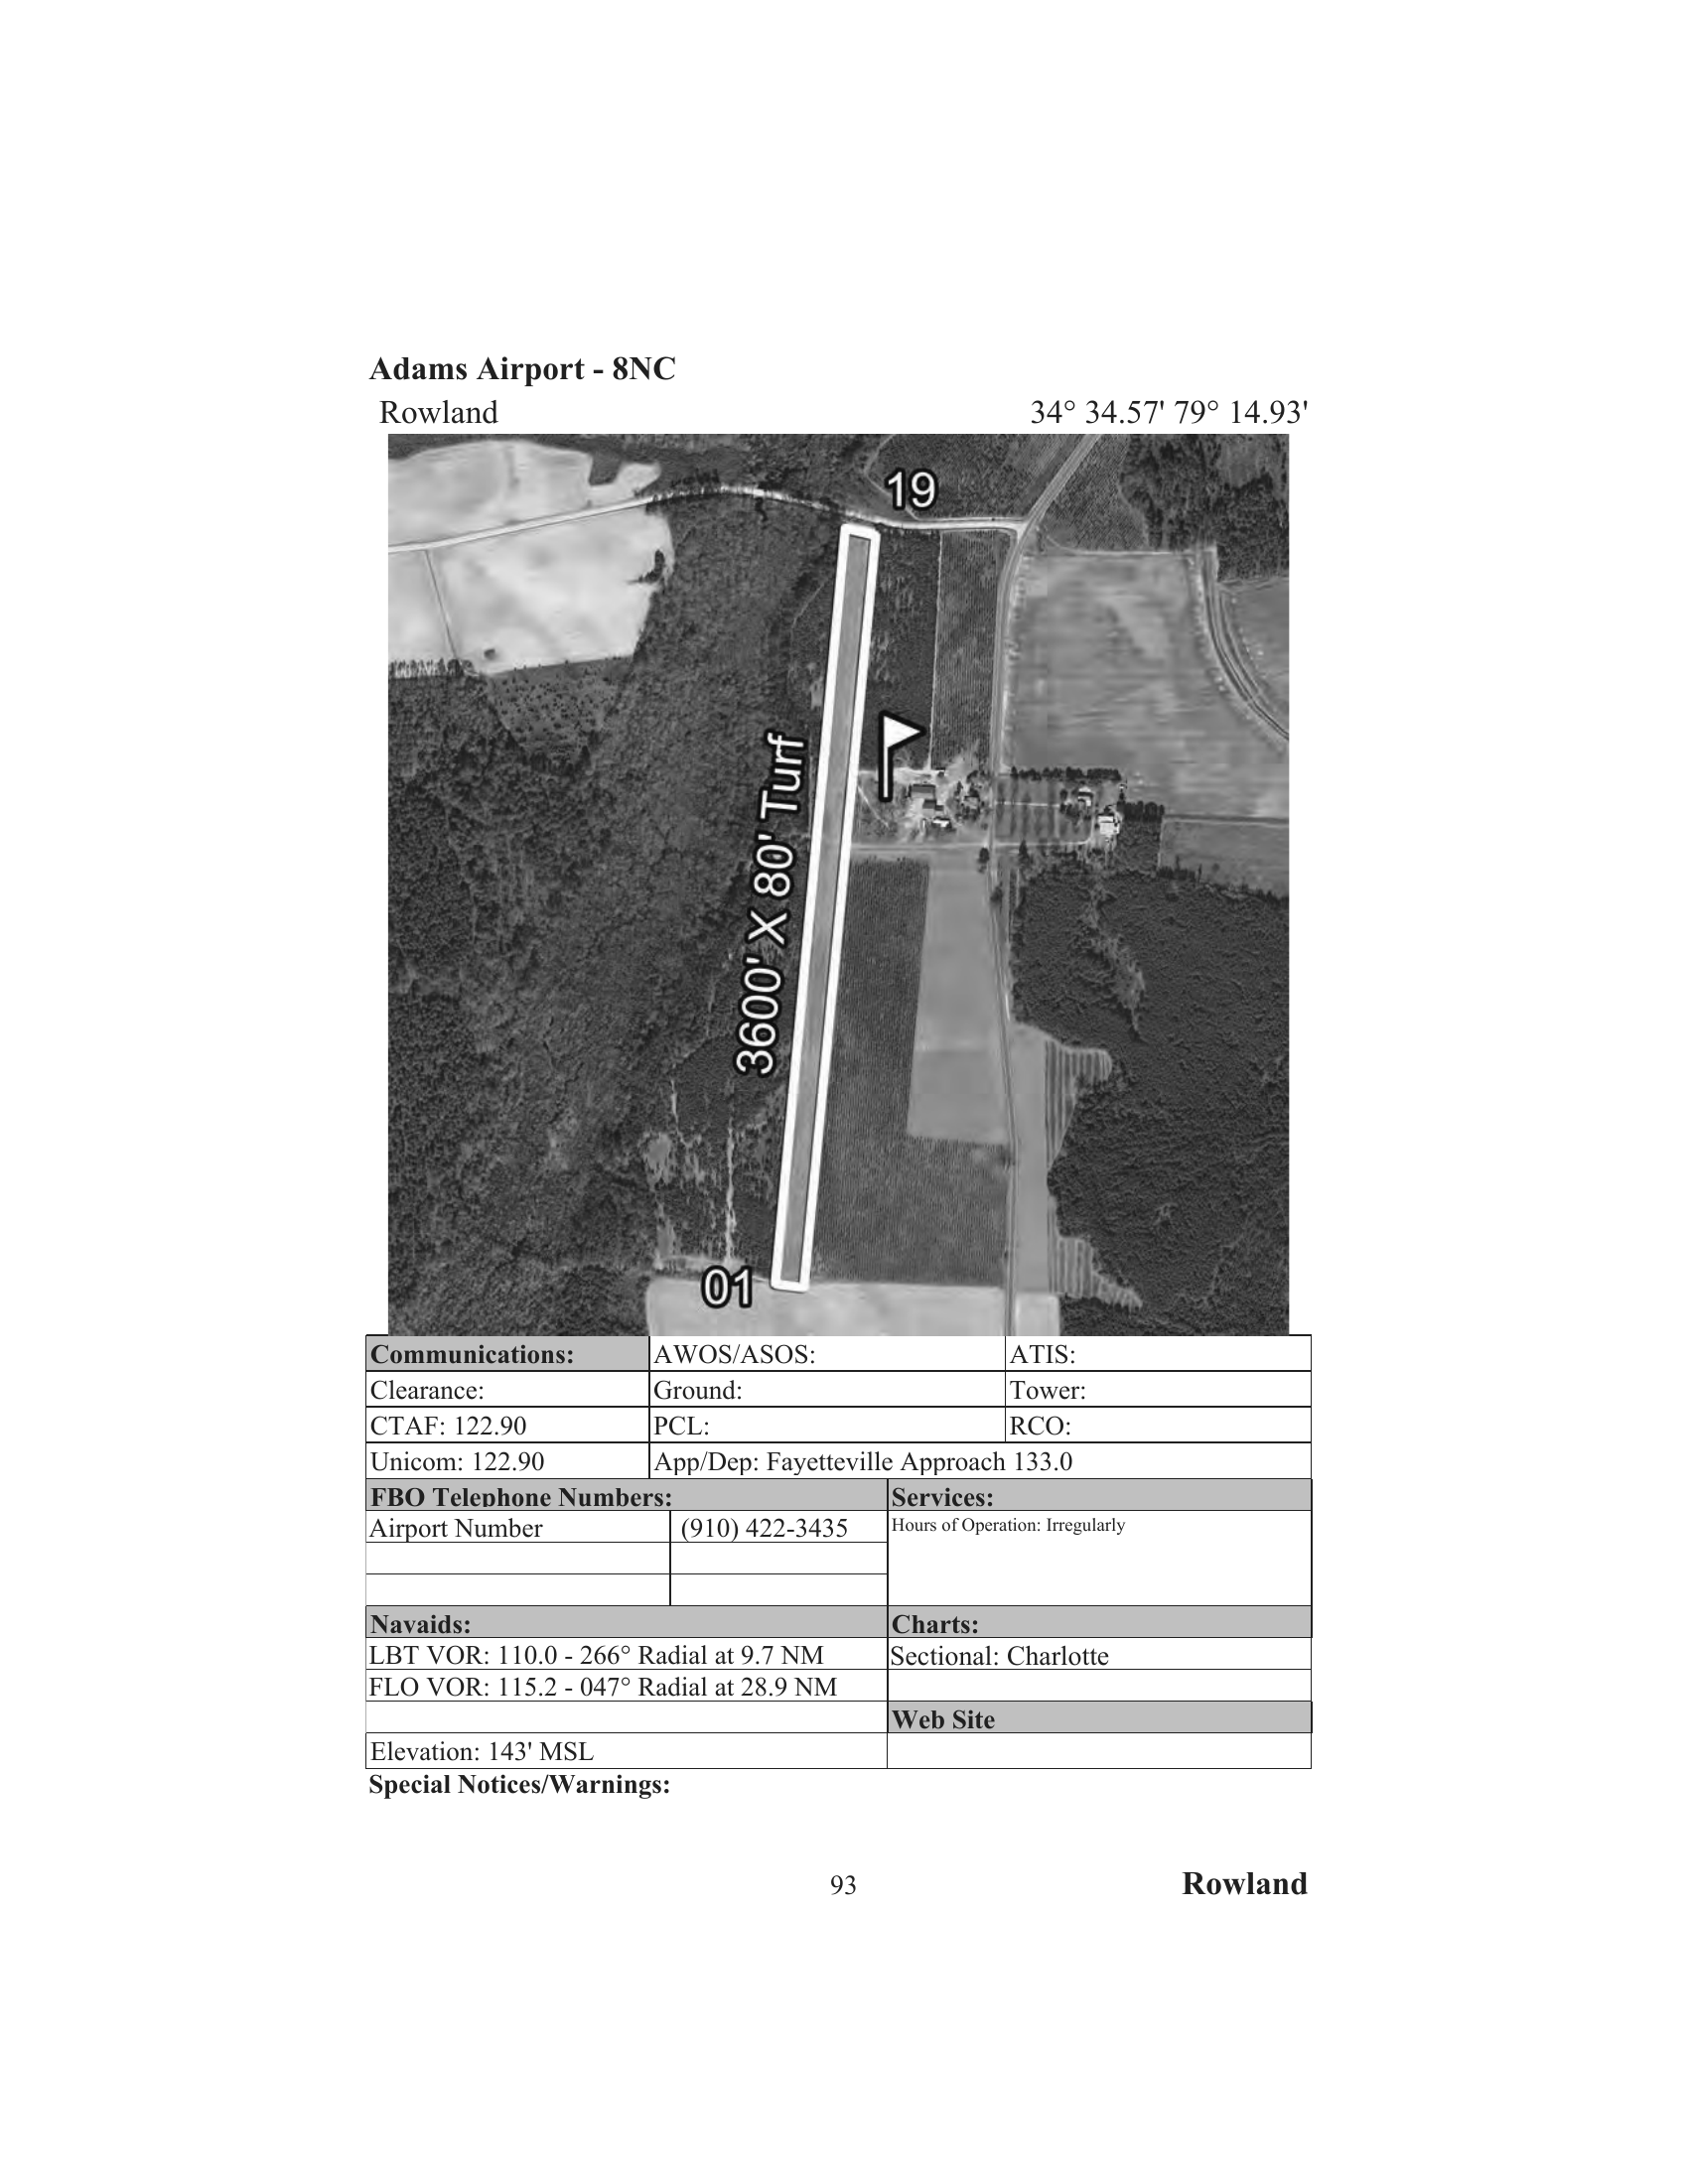 Adams Airport - 8NC
Rowland 34° 34.57' 79° 14.93'
19
3600' X 80' Turf
01
Communications: AWOS/ASOS: ATIS:
Clearance: Ground: Tower:
CTAF: 122.90 PCL: RCO:
Unicom: 122.90 App/Dep: Fayetteville Approach 133.0
FBO Telephone Numbers: Services:
Airport Number (910) 422-3435 Hours of Operation: Irregularly
Navaids: Charts:
LBT VOR: 110.0 - 266° Radial at 9.7 NM Sectional: Charlotte
FLO VOR: 115.2 - 047° Radial at 28.9 NM
Web Site
Elevation: 143' MSL
Special Notices/Warnings:
93 Rowland